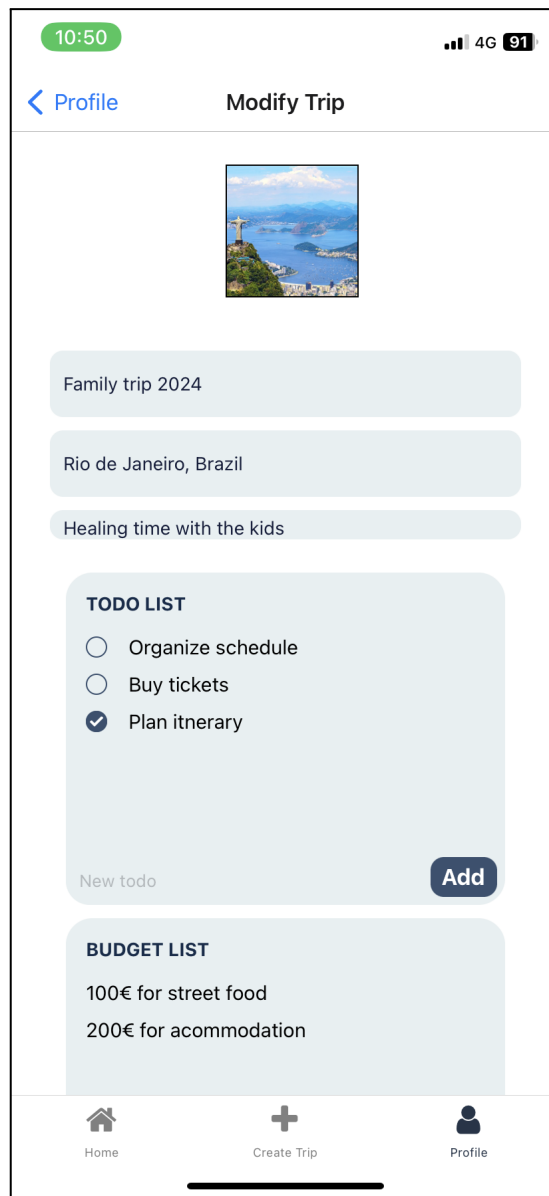 10:50
4G 91
Profile
Modify Trip
Family trip 2024
Rio de Janeiro, Brazil
Healing time with the kids
TODO LIST
Organize schedule
Buy tickets
Plan itnerary
New todo
Add
BUDGET LIST
100€ for street food
200€ for acommodation
Home
Create Trip
Profile